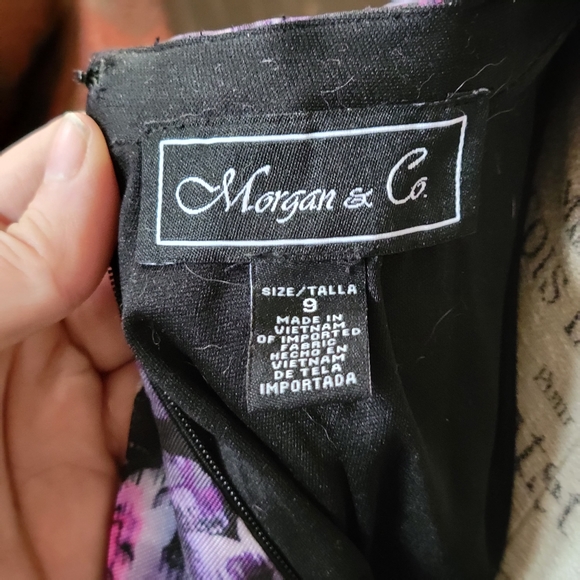 Morgan & Co.
SIZE/TALLA
9
MADE IN
VIETNAM
OF IMPORTED
FABRIC
HECHO EN
VIETNAM
DE TELA
IMPORTADA